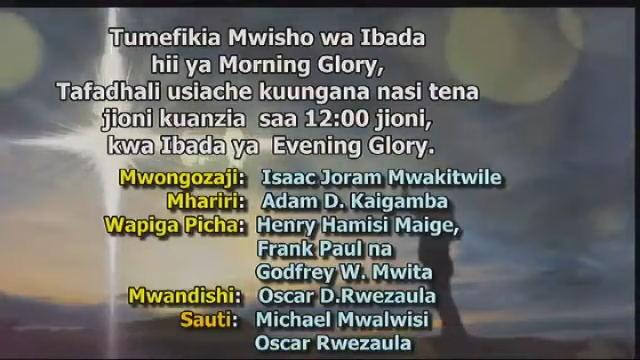 Tumefikia Mwisho wa Ibada
hii ya Morning Glory,
Tafadhali usiache kuungana nasi tena
jioni kuanzia saa 12:00 jioni,
kwa Ibada ya Evening Glory.
Mwongozaji: Isaac Joram Mwakitwile
Mhariri: Adam D. Kaigamba
Wapiga Picha: Henry Hamisi Maige,
Frank Paul na
Godfrey W. Mwita
Mwandishi: Oscar D.Rwezaula
Sauti: Michael Mwalwisi
Oscar Rwezaula